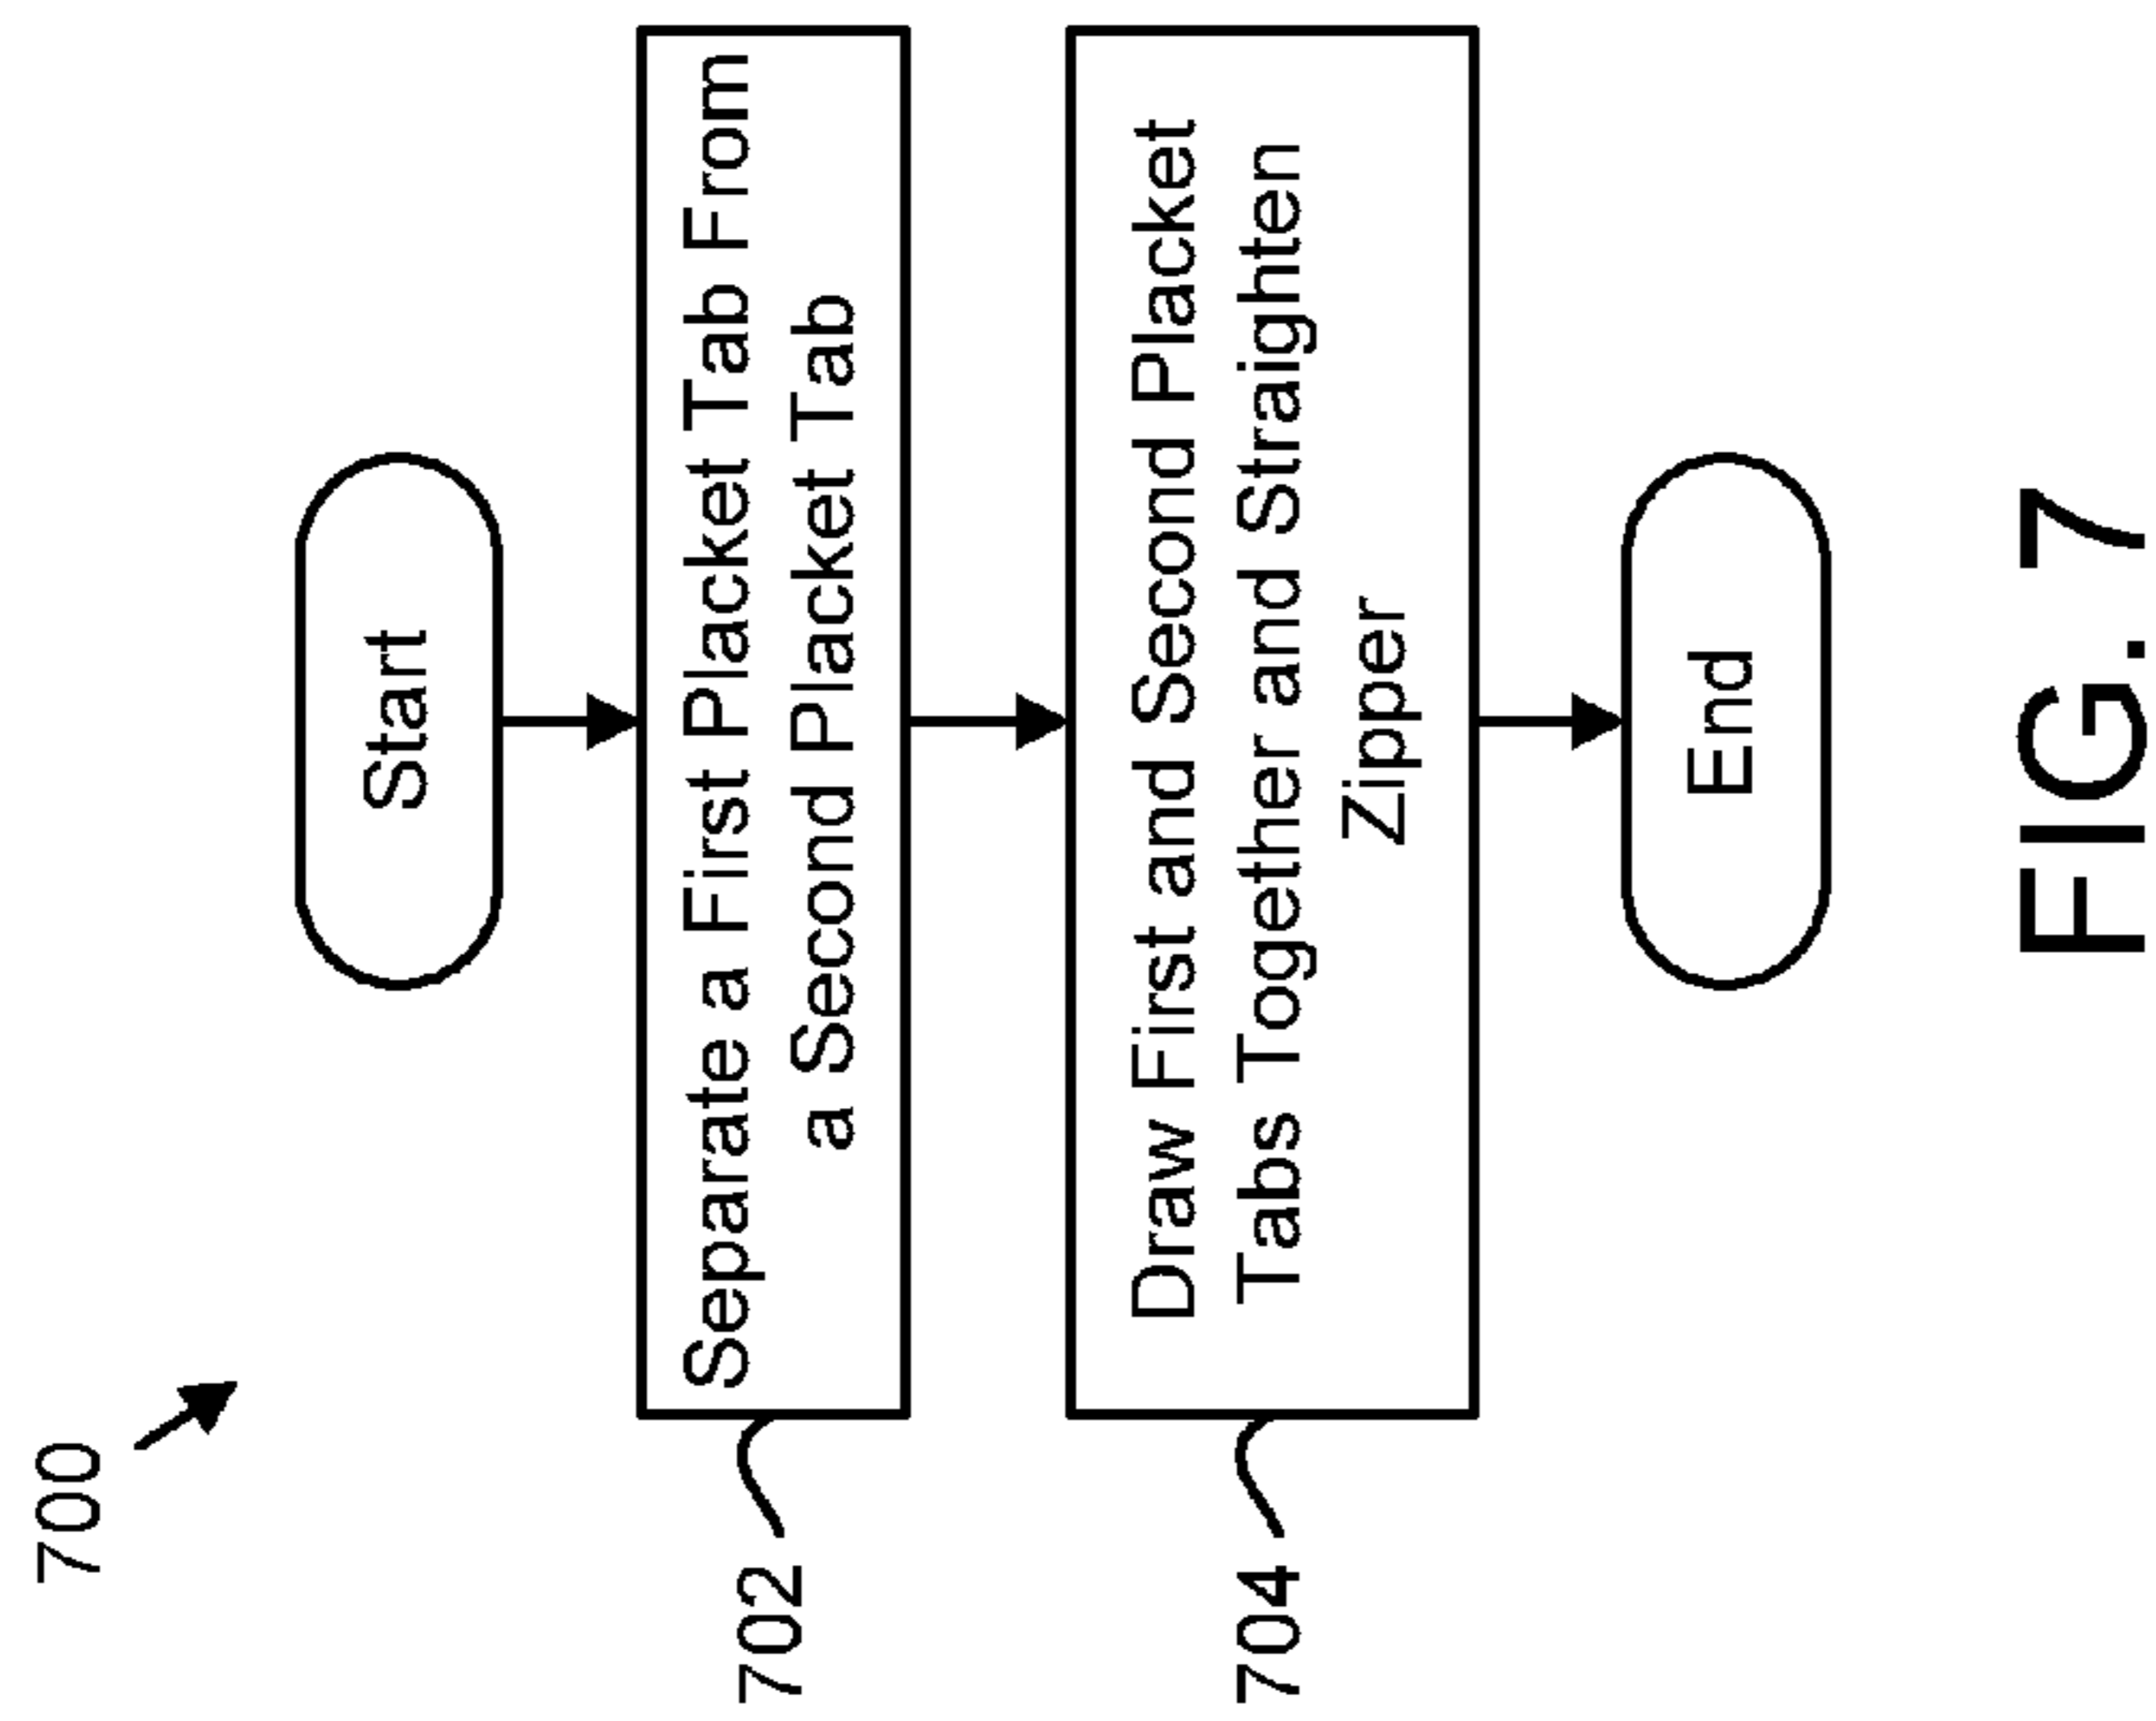 700
Start
702
Separate a First Placket Tab From
a Second Placket Tab
704
Draw First and Second Placket
Tabs Together and Straighten
Zipper
End
FIG. 7